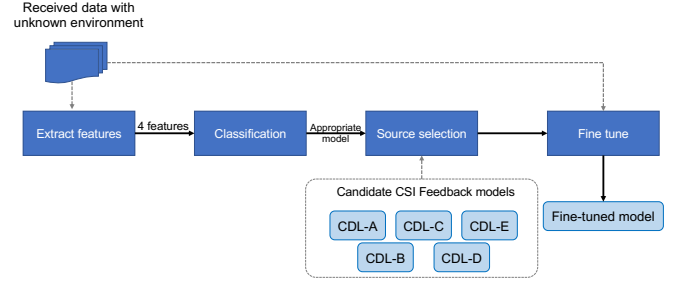 Received data with
unknown environment
Extract features
4 features
Classification
Appropriate
model
Source selection
Fine tune
Candidate CSI Feedback models
CDL-A
CDL-C
CDL-E
CDL-B
CDL-D
Fine-tuned model